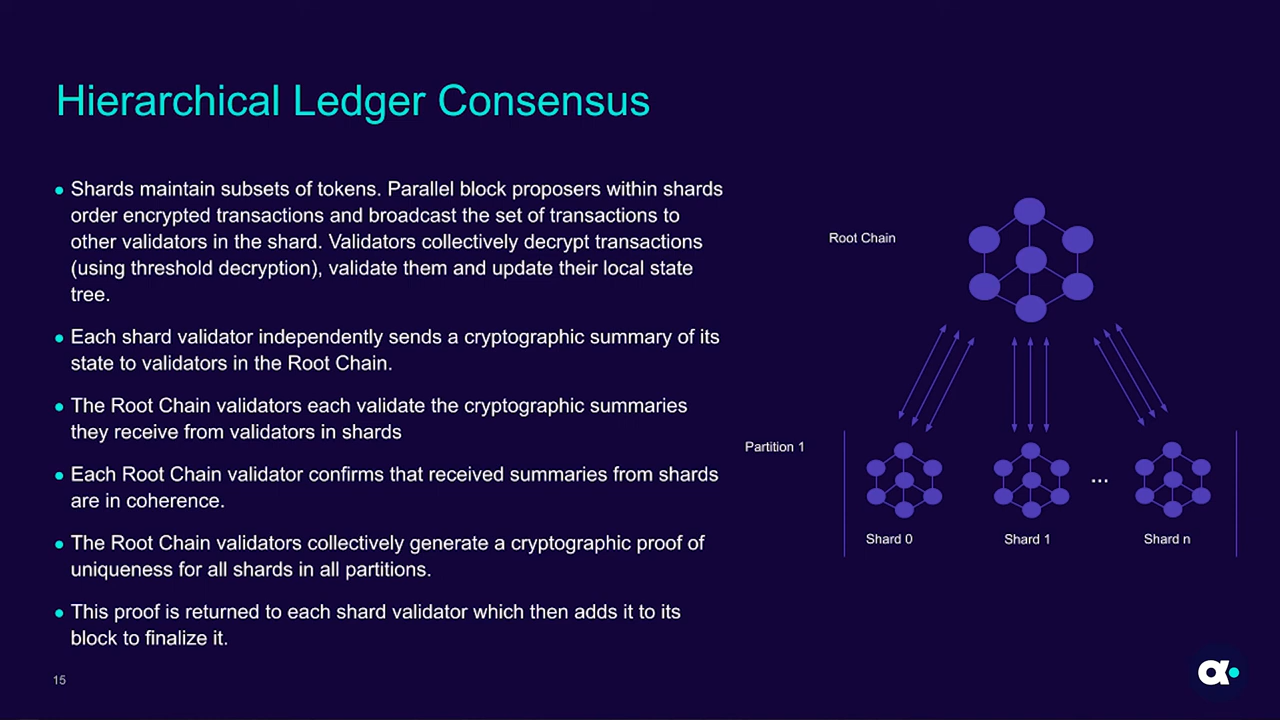 Hierarchical Ledger Consensus
● Shards maintain subsets of tokens. Parallel block proposers within shards
order encrypted transactions and broadcast the set of transactions to
other validators in the shard. Validators collectively decrypt transactions
(using threshold decryption), validate them and update their local state
tree.
● Each shard validator independently sends a cryptographic summary of its
state to validators in the Root Chain.
● The Root Chain validators each validate the cryptographic summaries
they receive from validators in shards
● Each Root Chain validator confirms that received summaries from shards
are in coherence.
● The Root Chain validators collectively generate a cryptographic proof of
uniqueness for all shards in all partitions.
● This proof is returned to each shard validator which then adds it to its
block to finalize it.
Root Chain
Partition 1
...
Shard 0
Shard 1
Shard n
15
α